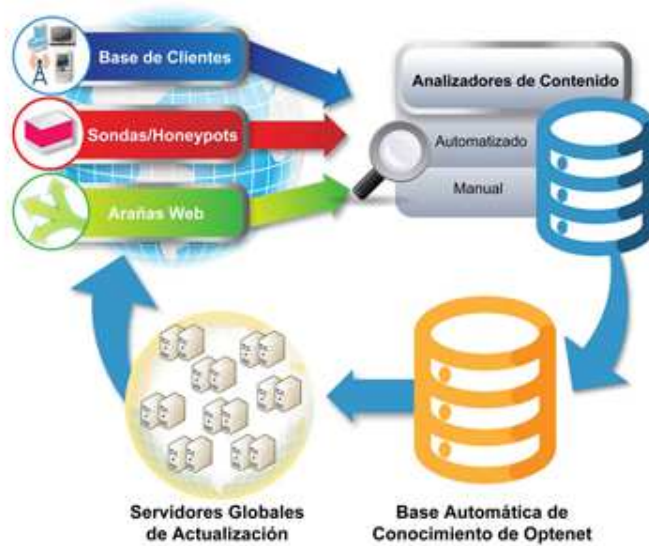 Base de Clientes
Sondas/Honeypots
Arañas Web
Analizadores de Contenido
Automatizado
Manual
Servidores Globales
de Actualización
Base Automática de
Conocimiento de Optenet